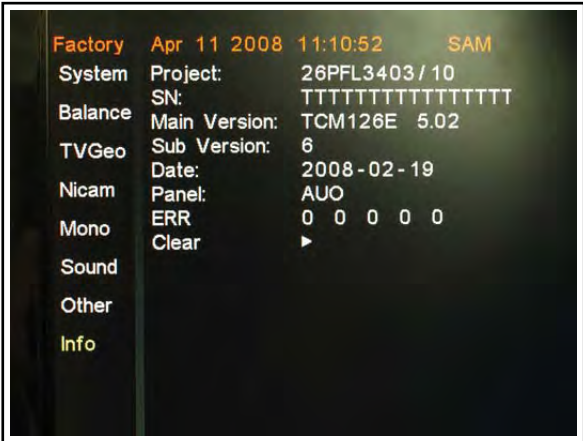 Factory Apr 11 2008 11:10:52 SAM
System Project: 26PFL3403/10
SN: TTTTTTTTTTTTTTTT
Balance
Main Version: TCM126E 5.02
TVGeo Sub Version: 6
Date: 2008-02-19
Nicam Panel: AUO
ERR 0 0 0 0 0
Mono
Clear ►
Sound
Other
Info